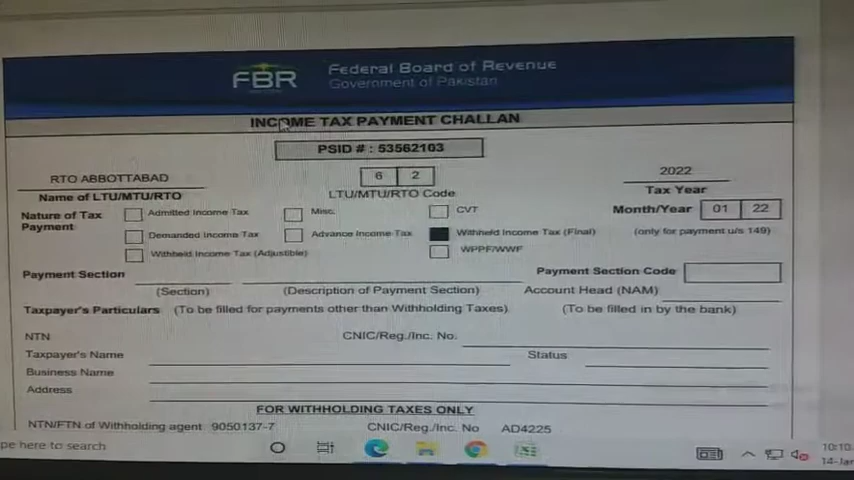 FBR Federal Board of Revenue
Government of Pakistan
INCOME TAX PAYMENT CHALLAN
PSID # : 53562103
RTO ABBOTTABAD 6 2 2022
Name of LTU/MTU/RTO LTU/MTU/RTO Code Tax Year
Nature of Tax Payment Admitted Income Tax Misc. CVT Month/Year 01 22
Demanded Income Tax Advance Income Tax Withheld Income Tax (Final) (only for payment u/s 149)
Withheld Income Tax (Adjustable) WPPF/WWF
Payment Section Payment Section Code
(Section) (Description of Payment Section) Account Head (NAM)
Taxpayer's Particulars (To be filled for payments other than Withholding Taxes) (To be filled in by the bank)
NTN CNIC/Reg./Inc. No.
Taxpayer's Name Status
Business Name
Address
FOR WITHHOLDING TAXES ONLY
NTN/FTN of Withholding agent 9050137-7 CNIC/Reg./Inc. No AD4225
pe here to search 10:10
14-Jan